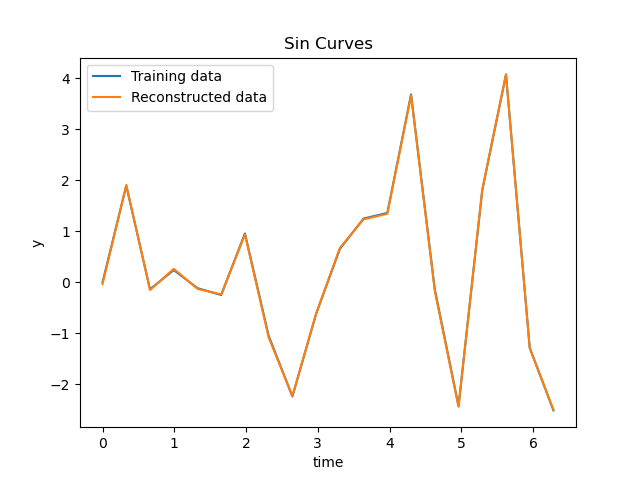 Sin Curves
Training data
Reconstructed data
y
4
3
2
1
0
−1
−2
0 1 2 3 4 5 6
time